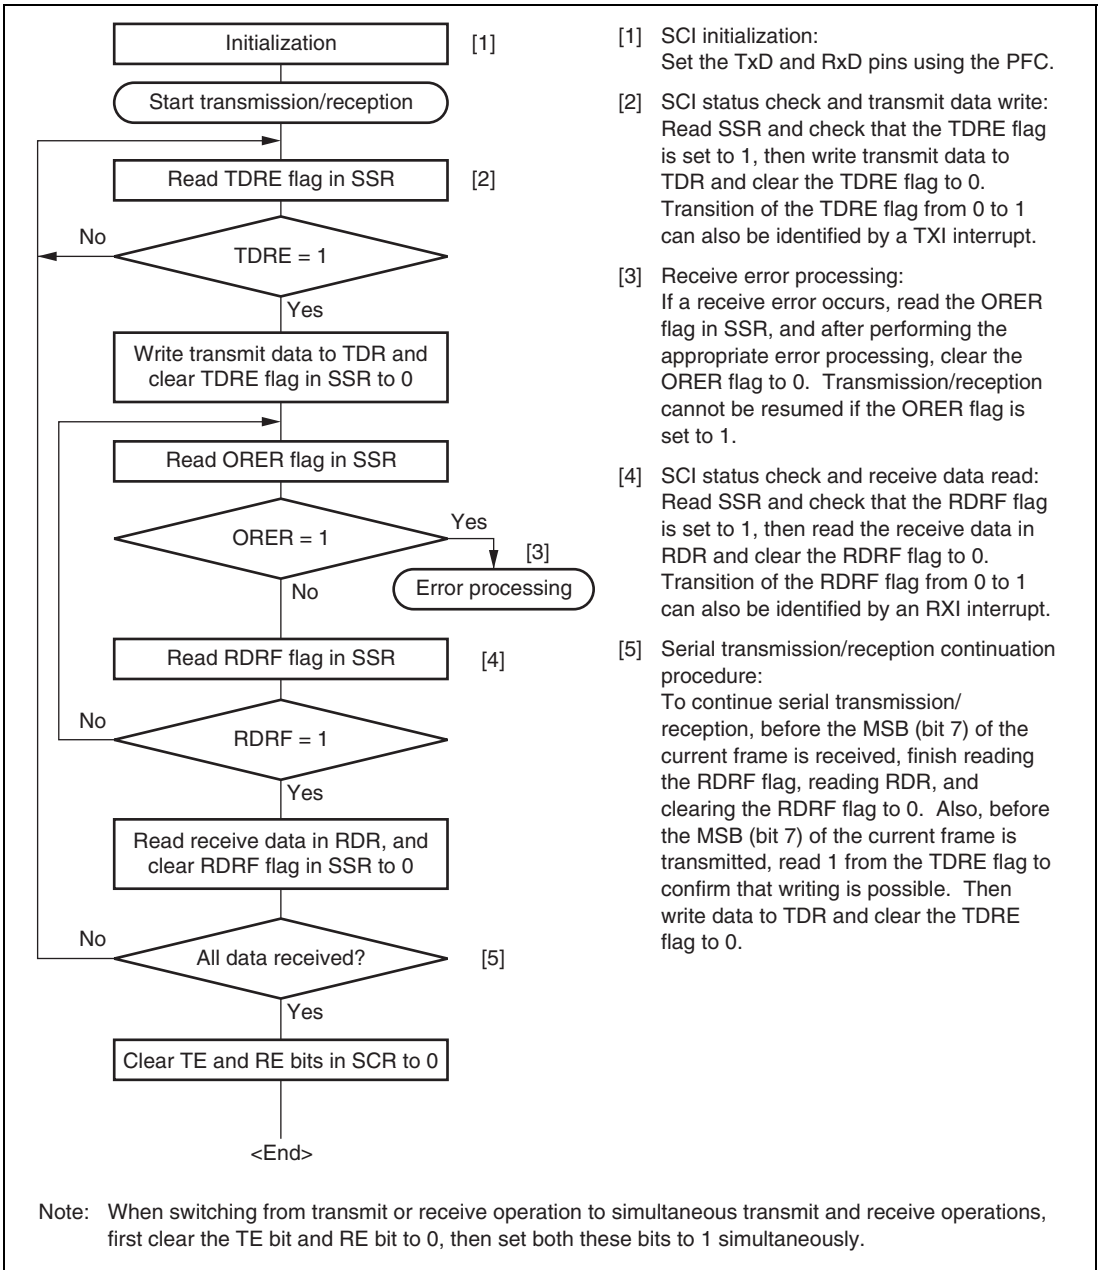 Initialization [1]
Start transmission/reception
Read TDRE flag in SSR [2]
No
TDRE = 1
Yes
Write transmit data to TDR and
clear TDRE flag in SSR to 0
Read ORER flag in SSR
Yes
ORER = 1
[3]
Error processing
No
Read RDRF flag in SSR [4]
No
RDRF = 1
Yes
Read receive data in RDR, and
clear RDRF flag in SSR to 0
No
All data received? [5]
Yes
Clear TE and RE bits in SCR to 0
<End>
[1] SCI initialization:
Set the TxD and RxD pins using the PFC.
[2] SCI status check and transmit data write:
Read SSR and check that the TDRE flag
is set to 1, then write transmit data to
TDR and clear the TDRE flag to 0.
Transition of the TDRE flag from 0 to 1
can also be identified by a TXI interrupt.
[3] Receive error processing:
If a receive error occurs, read the ORER
flag in SSR, and after performing the
appropriate error processing, clear the
ORER flag to 0. Transmission/reception
cannot be resumed if the ORER flag is
set to 1.
[4] SCI status check and receive data read:
Read SSR and check that the RDRF flag
is set to 1, then read the receive data in
RDR and clear the RDRF flag to 0.
Transition of the RDRF flag from 0 to 1
can also be identified by an RXI interrupt.
[5] Serial transmission/reception continuation
procedure:
To continue serial transmission/
reception, before the MSB (bit 7) of the
current frame is received, finish reading
the RDRF flag, reading RDR, and
clearing the RDRF flag to 0. Also, before
the MSB (bit 7) of the current frame is
transmitted, read 1 from the TDRE flag to
confirm that writing is possible. Then
write data to TDR and clear the TDRE
flag to 0.
Note: When switching from transmit or receive operation to simultaneous transmit and receive operations,
first clear the TE bit and RE bit to 0, then set both these bits to 1 simultaneously.